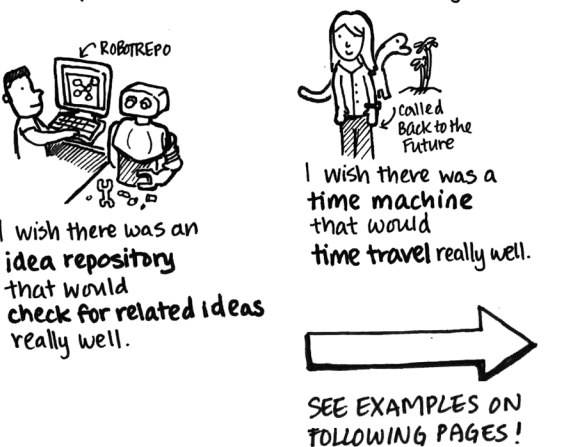 ROBOTREPO
I wish there was an
idea repository
that would
check for related ideas
really well.
Called
Back to the
Future
I wish there was a
time machine
that would
time travel really well.
SEE EXAMPLES ON
FOLLOWING PAGES!